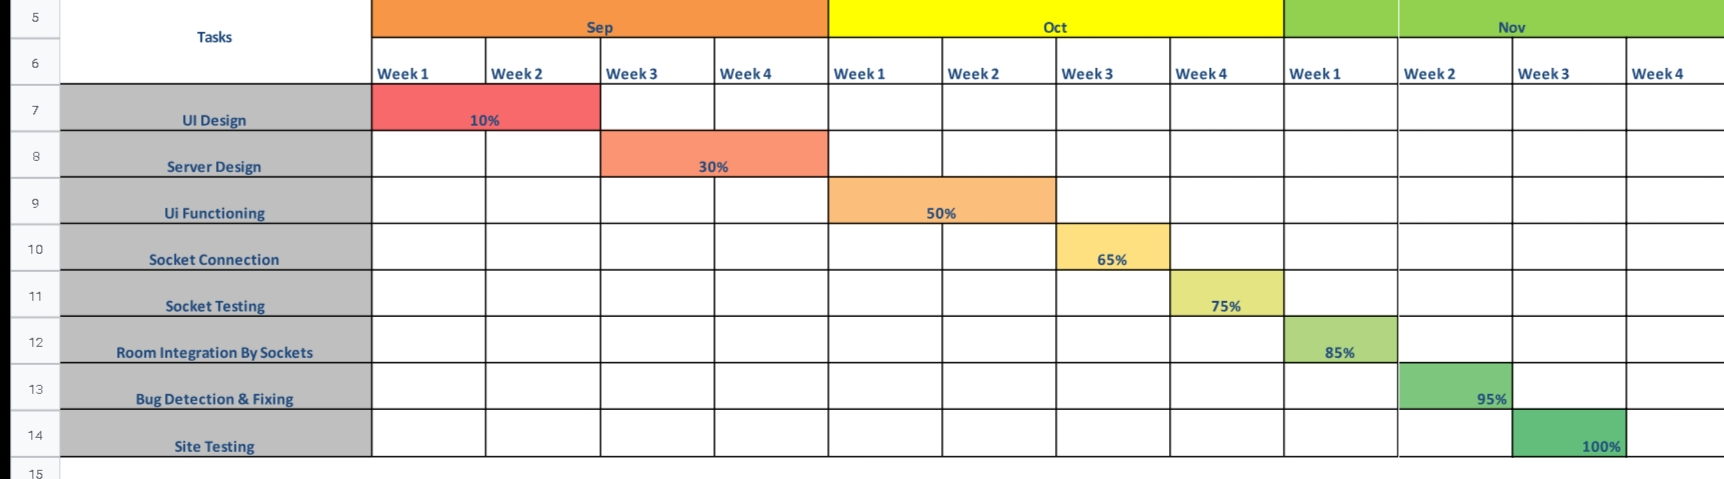 5 Sep Oct Nov
Tasks
6 Week 1 Week 2 Week 3 Week 4 Week 1 Week 2 Week 3 Week 4 Week 1 Week 2 Week 3 Week 4
7 UI Design 10%
8 Server Design 30%
9 Ui Functioning 50%
10 Socket Connection 65%
11 Socket Testing 75%
12 Room Integration By Sockets 85%
13 Bug Detection & Fixing 95%
14 Site Testing 100%
15